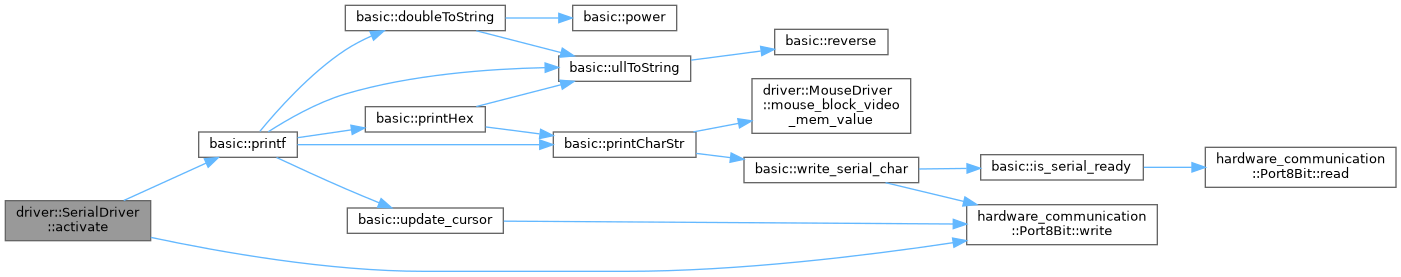 driver::SerialDriver
::activate
basic::printf
basic::doubleToString
basic::power
basic::ullToString
basic::reverse
basic::printHex
basic::printCharStr
driver::MouseDriver
::mouse_block_video
_mem_value
basic::write_serial_char
basic::is_serial_ready
hardware_communication
::Port8Bit::read
basic::update_cursor
hardware_communication
::Port8Bit::write